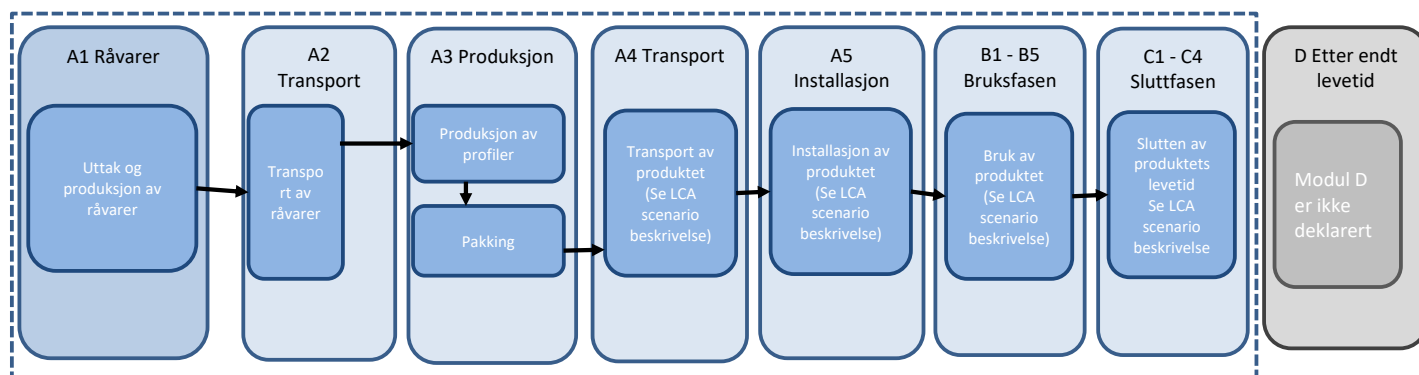 A1 Råvarer
Uttak og
produksjon av
råvarer
A2
Transport
Transpo
rt av
råvarer
A3 Produksjon
Produksjon av
profiler
Pakking
A4 Transport
Transport av
produktet
(Se LCA
scenario
beskrivelse)
A5
Installasjon
Installasjon av
produktet
(Se LCA
scenario
beskrivelse)
B1 - B5
Bruksfasen
Bruk av
produktet
(Se LCA
scenario
beskrivelse)
C1 - C4
Sluttfasen
Slutten av
produktets
levetid
Se LCA
scenario
beskrivelse
D Etter endt
levetid
Modul D
er ikke
deklarert